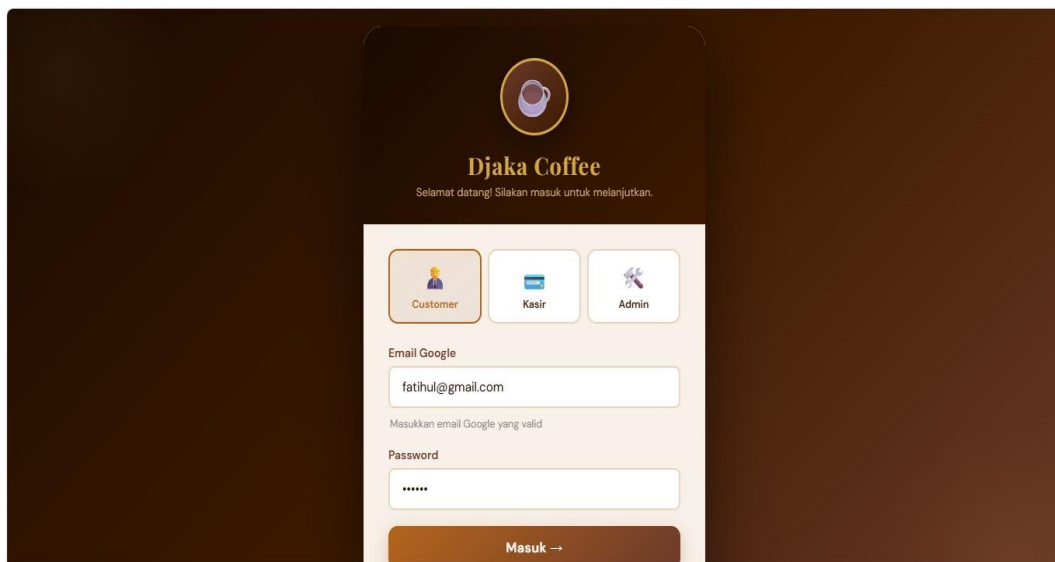 Djaka Coffee
Selamat datang! Silakan masuk untuk melanjutkan.
Customer
Kasir
Admin
Email Google
fatihul@gmail.com
Masukkan email Google yang valid
Password
••••••
Masuk →